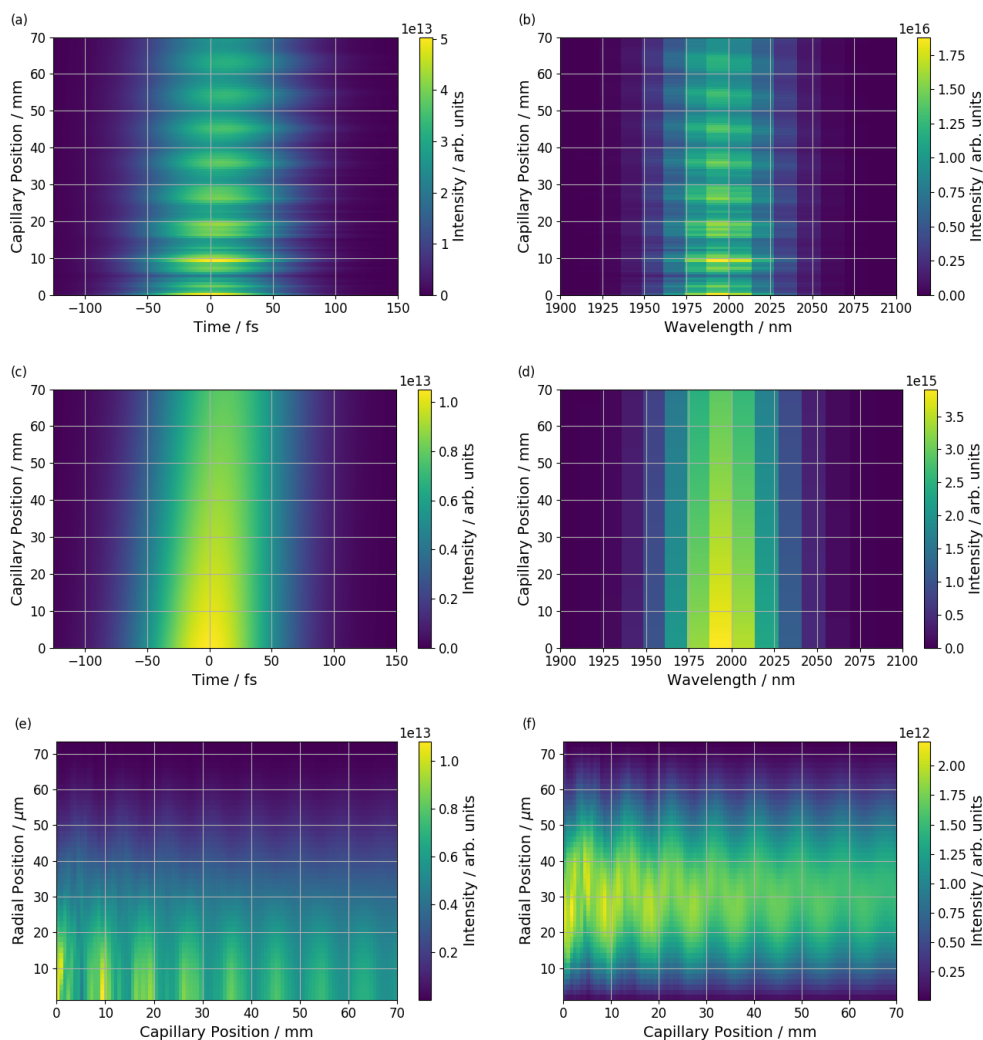 (a)
1e13
70
60
50
40
30
20
10
0
Capillary Position / mm
−100 −50 0 50 100 150
Time / fs
5
4
3
2
1
0
Intensity / arb. units
(b)
1e16
70
60
50
40
30
20
10
0
Capillary Position / mm
1900 1925 1950 1975 2000 2025 2050 2075 2100
Wavelength / nm
1.75
1.50
1.25
1.00
0.75
0.50
0.25
0.00
Intensity / arb. units
(c)
1e13
70
60
50
40
30
20
10
0
Capillary Position / mm
−100 −50 0 50 100 150
Time / fs
1.0
0.8
0.6
0.4
0.2
0.0
Intensity / arb. units
(d)
1e15
70
60
50
40
30
20
10
0
Capillary Position / mm
1900 1925 1950 1975 2000 2025 2050 2075 2100
Wavelength / nm
3.5
3.0
2.5
2.0
1.5
1.0
0.5
0.0
Intensity / arb. units
(e)
1e13
70
60
50
40
30
20
10
Radial Position / μm
0 10 20 30 40 50 60 70
Capillary Position / mm
1.0
0.8
0.6
0.4
0.2
Intensity / arb. units
(f)
1e12
70
60
50
40
30
20
10
Radial Position / μm
0 10 20 30 40 50 60 70
Capillary Position / mm
2.00
1.75
1.50
1.25
1.00
0.75
0.50
0.25
Intensity / arb. units